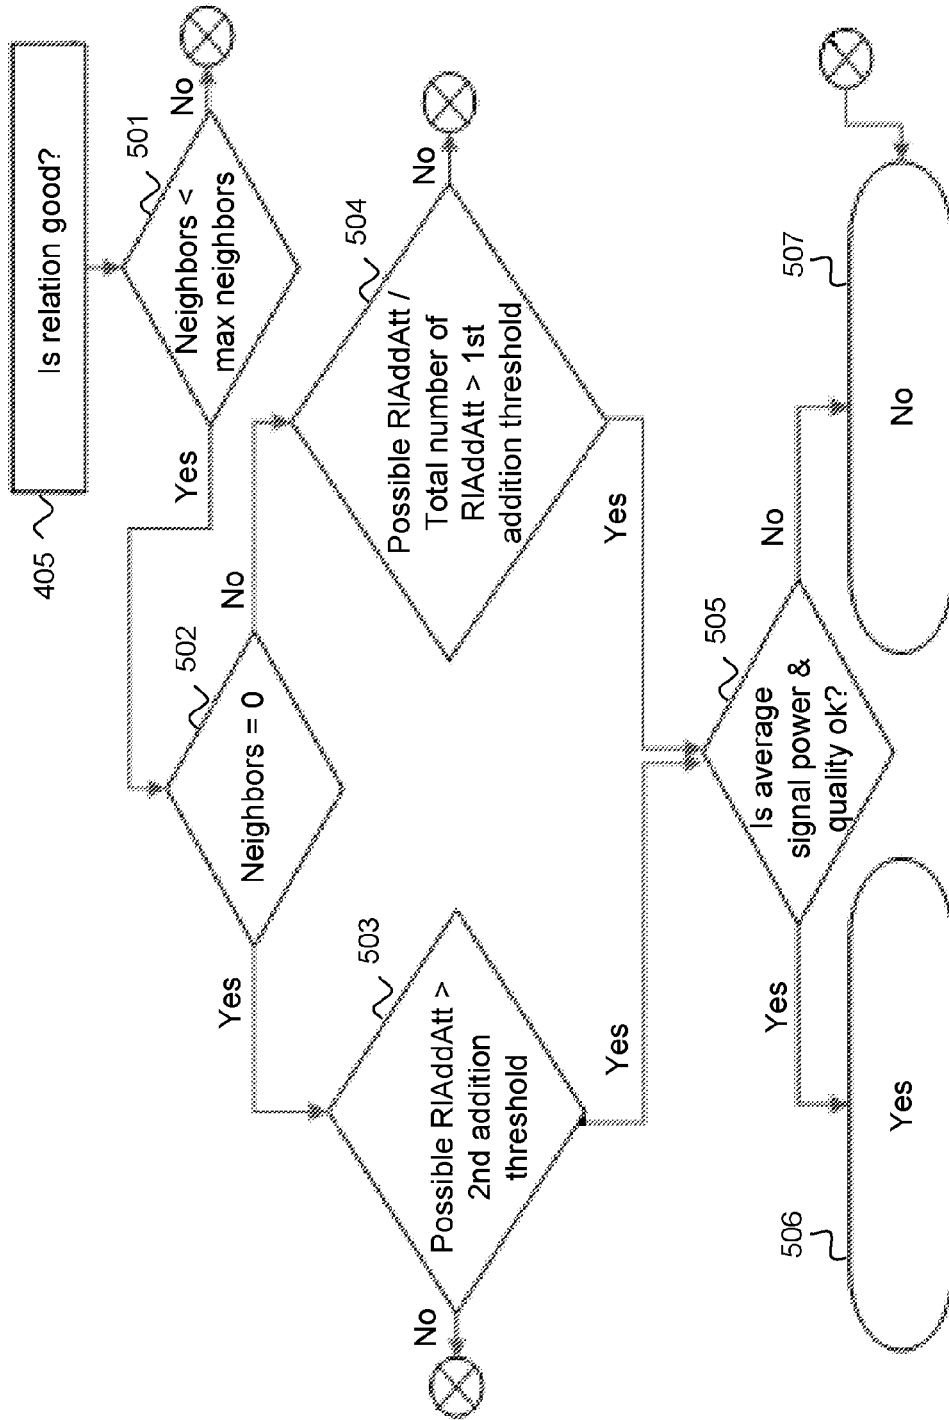 405
Is relation good?
501
Neighbors <
max neighbors
No
Yes
502
Neighbors = 0
No
Yes
503
Possible RlAddAtt >
2nd addition
threshold
No
Yes
504
Possible RlAddAtt /
Total number of
RlAddAtt > 1st
addition threshold
No
Yes
505
Is average
signal power &
quality ok?
Yes
No
506
Yes
507
No